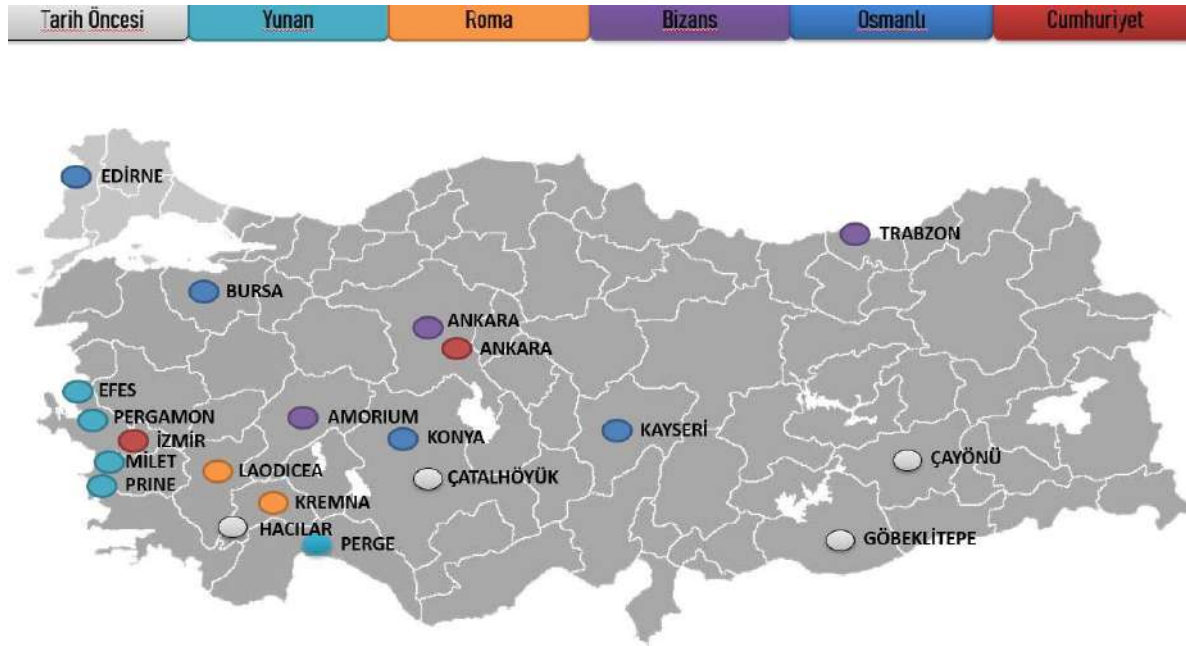 Tarih Öncesi
Yunan
Roma
Bizans
Osmanlı
Cumhuriyet
EDİRNE
TRABZON
BURSA
ANKARA
ANKARA
EFES
PERGAMON
AMORIUM
KAYSERİ
İZMİR
KONYA
MİLET
LAODICEA
ÇAYÖNÜ
PRINE
ÇATALHÖYÜK
KREMNA
HACILAR
PERGE
GÖBEKLİTEPE